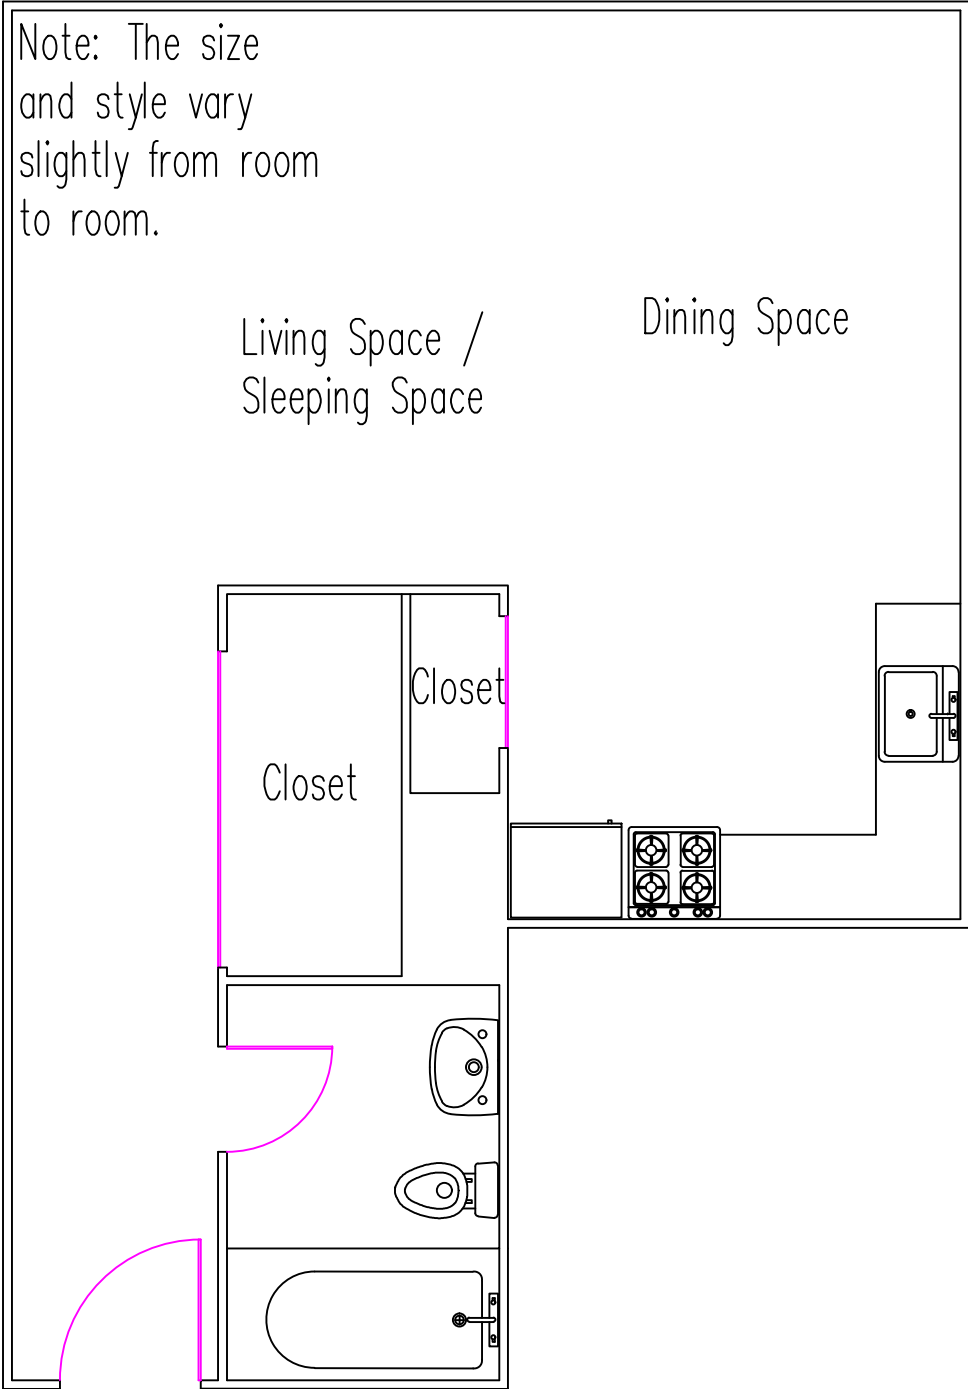 Note: The size
and style vary
slightly from room
to room.
Living Space /
Sleeping Space
Dining Space
Closet
Closet